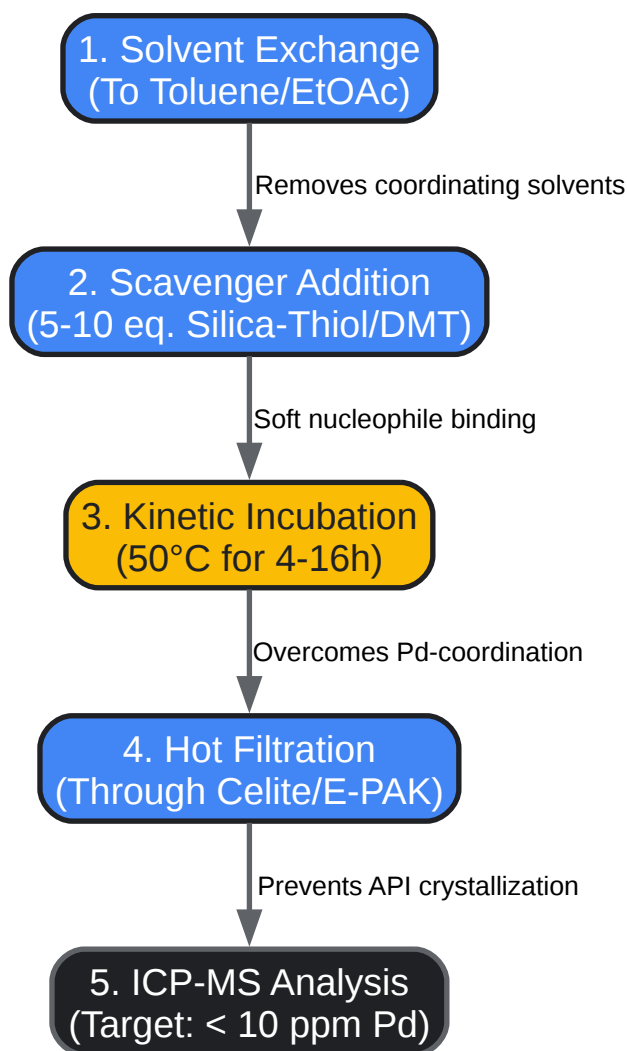 1. Solvent Exchange
(To Toluene/EtOAc)
Removes coordinating solvents
2. Scavenger Addition
(5-10 eq. Silica-Thiol/DMT)
Soft nucleophile binding
3. Kinetic Incubation
(50°C for 4-16h)
Overcomes Pd-coordination
4. Hot Filtration
(Through Celite/E-PAK)
Prevents API crystallization
5. ICP-MS Analysis
(Target: < 10 ppm Pd)